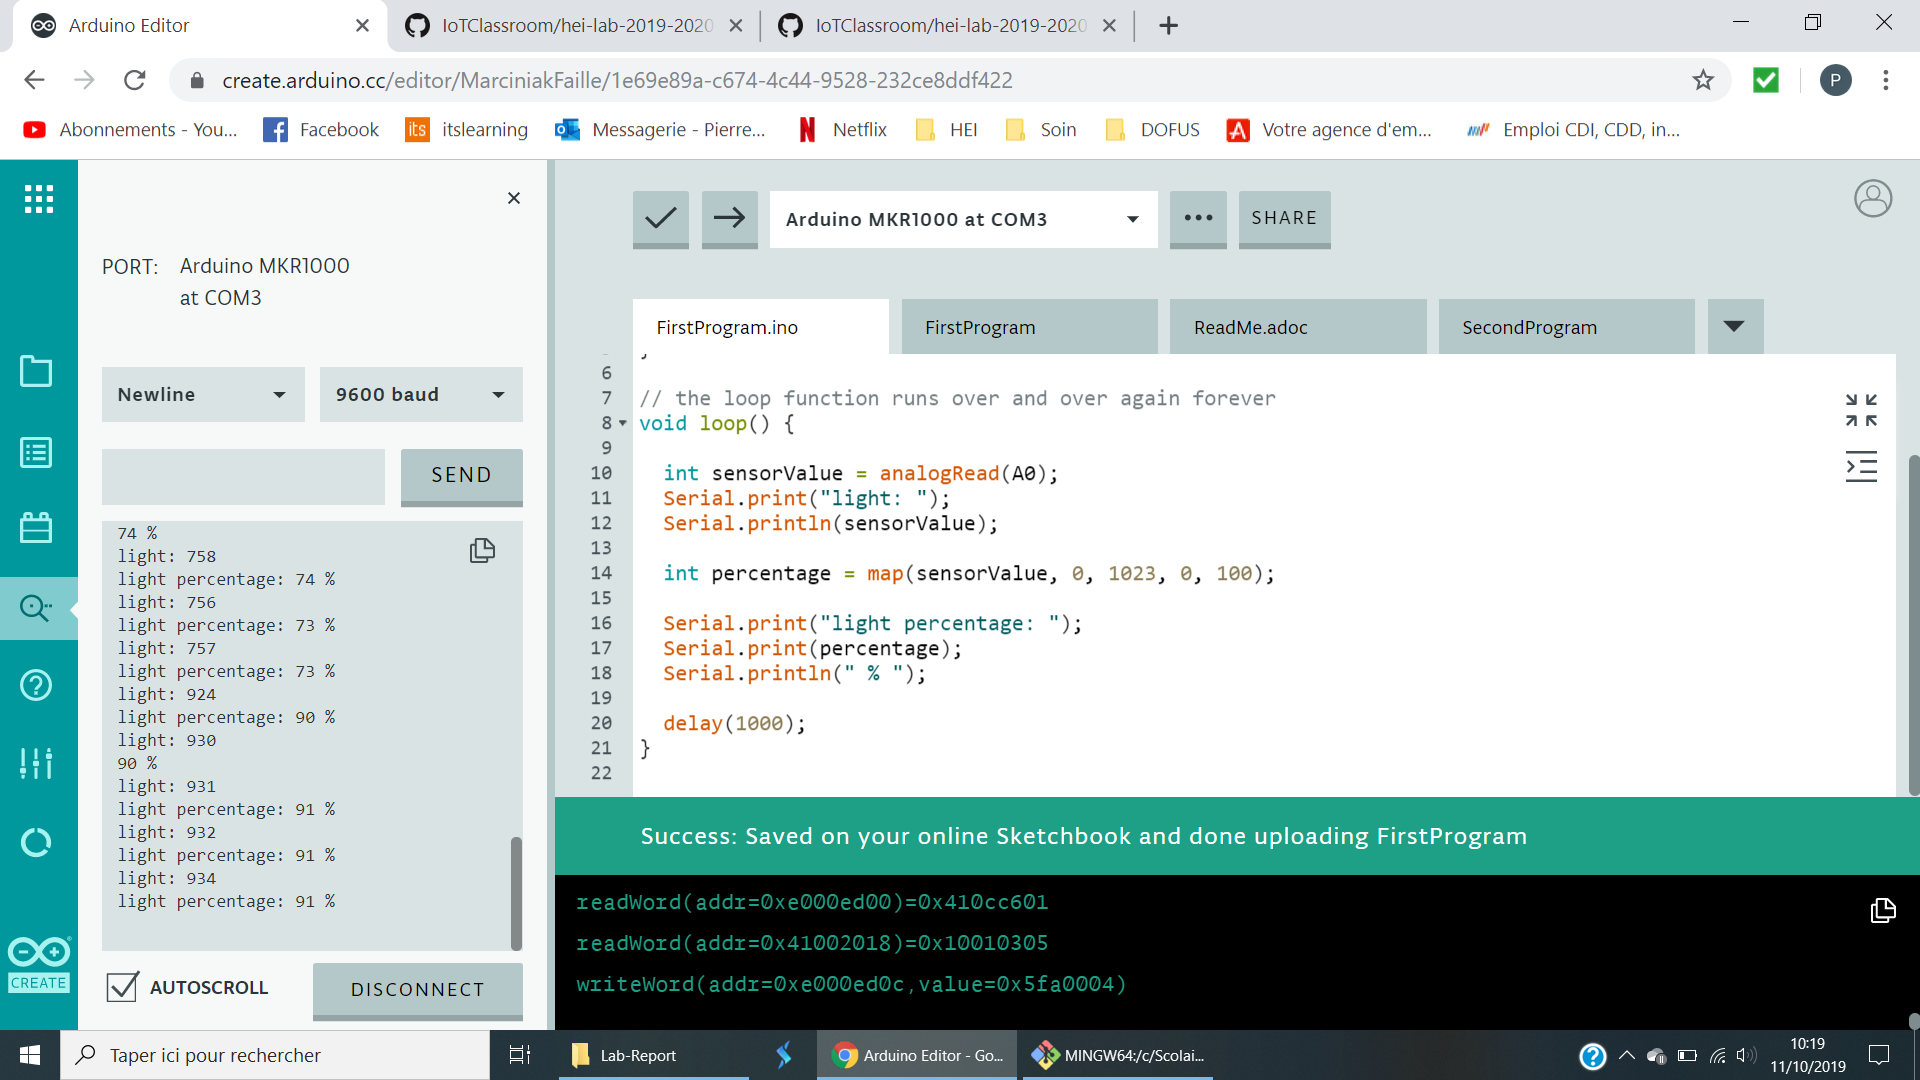 Arduino Editor
IoTClassroom/hei-lab-2019-2020
IoTClassroom/hei-lab-2019-2020
create.arduino.cc/editor/MarciniakFaille/1e69e89a-c674-4c44-9528-232ce8ddf422
P
Abonnements - You...
Facebook
its
itslearning
Messagerie - Pierre...
Netflix
HEI
Soin
DOFUS
Votre agence d'em...
Emploi CDI, CDD, in...
PORT: Arduino MKR1000
at COM3
Newline
9600 baud
SEND
74 %
light: 758
light percentage: 74 %
light: 756
light percentage: 73 %
light: 757
light percentage: 73 %
light: 924
light percentage: 90 %
light: 930
90 %
light: 931
light percentage: 91 %
light: 932
light percentage: 91 %
light: 934
light percentage: 91 %
AUTOSCROLL
DISCONNECT
CREATE
Arduino MKR1000 at COM3
SHARE
FirstProgram.ino
FirstProgram
ReadMe.adoc
SecondProgram
6
7 // the loop function runs over and over again forever
8 void loop() {
9
10 int sensorValue = analogRead(A0);
11 Serial.print("light: ");
12 Serial.println(sensorValue);
13
14 int percentage = map(sensorValue, 0, 1023, 0, 100);
15
16 Serial.print("light percentage: ");
17 Serial.print(percentage);
18 Serial.println(" % ");
19
20 delay(1000);
21 }
22
Success: Saved on your online Sketchbook and done uploading FirstProgram
readWord(addr=0xe000ed00)=0x410cc601
readWord(addr=0x41002018)=0x10010305
writeWord(addr=0xe000ed0c,value=0x5fa0004)
Taper ici pour rechercher
Lab-Report
Arduino Editor - Go...
MINGW64:/c/Scolai...
10:19
11/10/2019